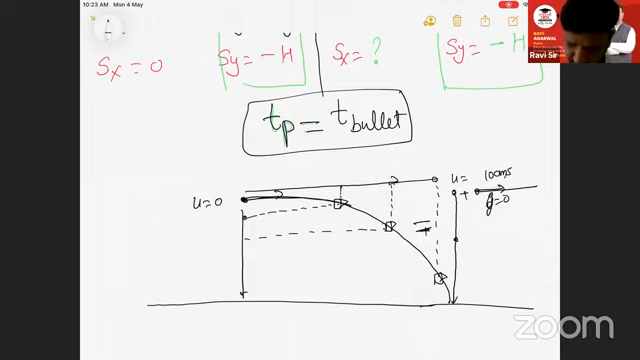 10:23 AM Mon 4 May
Sx = 0
Sy = - H
Sx = ?
Sy = - H
RAVI
AGARWAL
Ravi Sir
tp = tbullet
u=0
u=
100ms
+
g=0
zoom